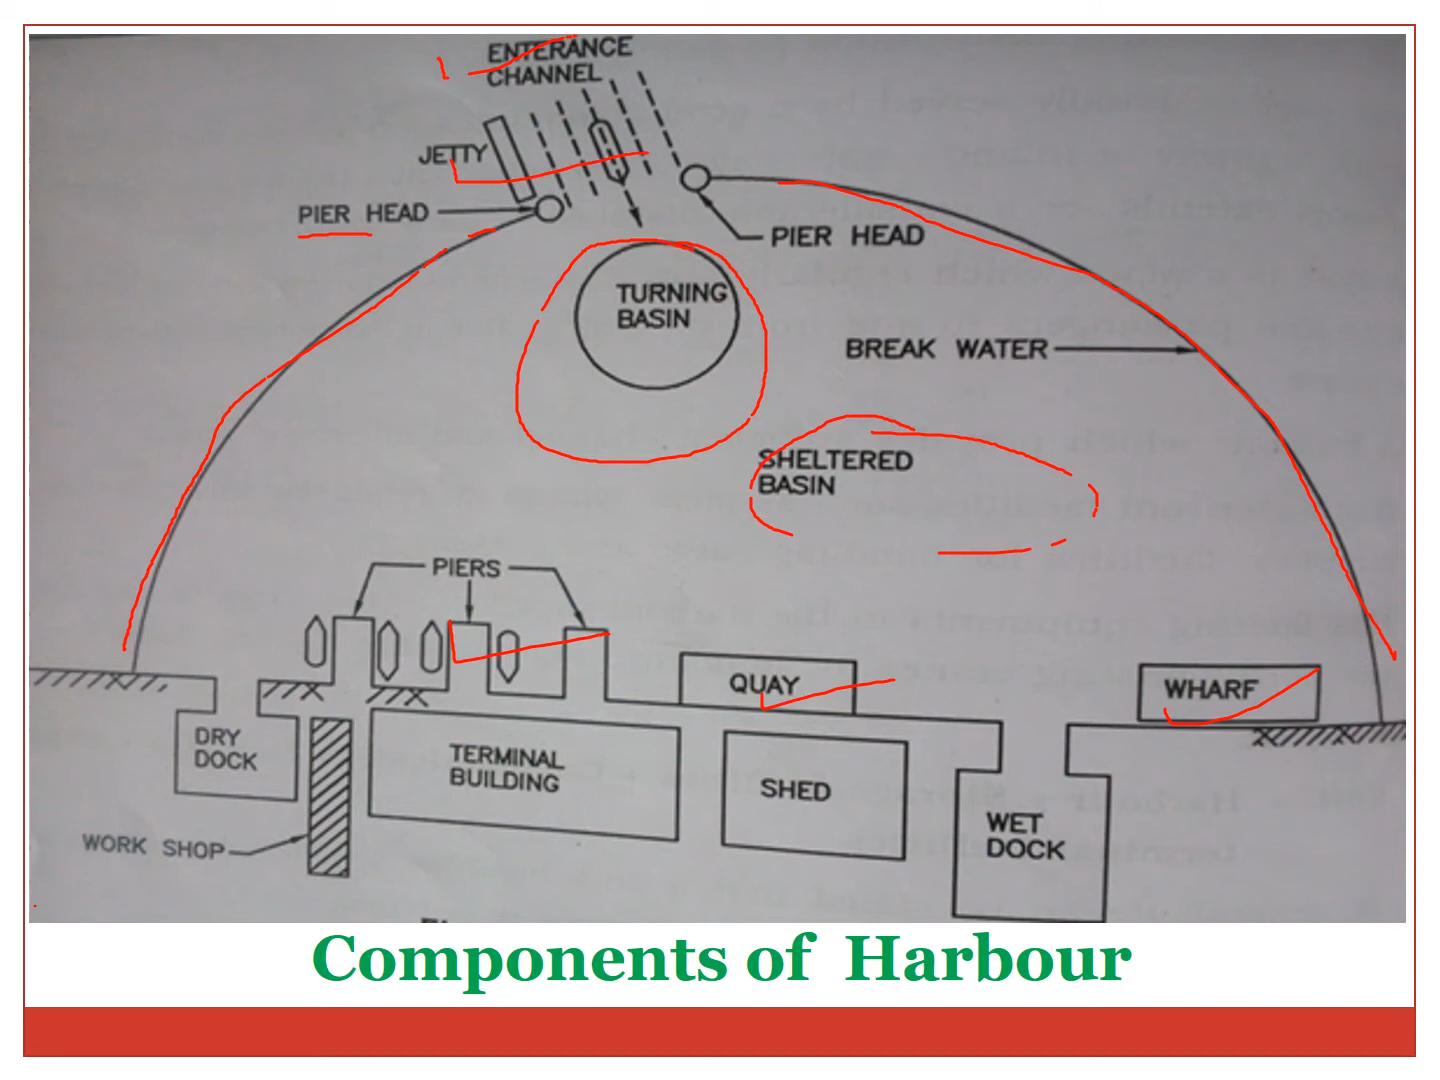 ENTERANCE
CHANNEL
JETTY
PIER HEAD
PIER HEAD
TURNING
BASIN
BREAK WATER
SHELTERED
BASIN
PIERS
QUAY
WHARF
DRY
DOCK
TERMINAL
BUILDING
SHED
WORK SHOP
WET
DOCK
Components of Harbour